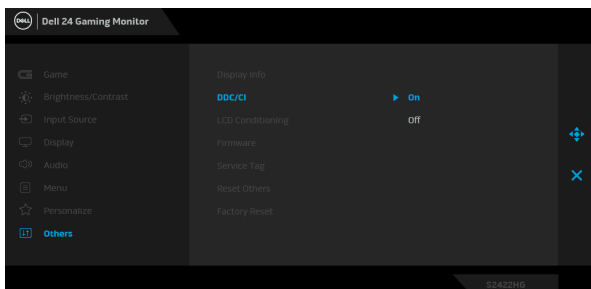 DELL Dell 24 Gaming Monitor
Game
Display Info
Brightness/Contrast
DDC/CI
On
Input Source
LCD Conditioning
Off
Display
Firmware
Audio
Service Tag
Menu
Reset Others
Personalize
Factory Reset
Others
S2422HG